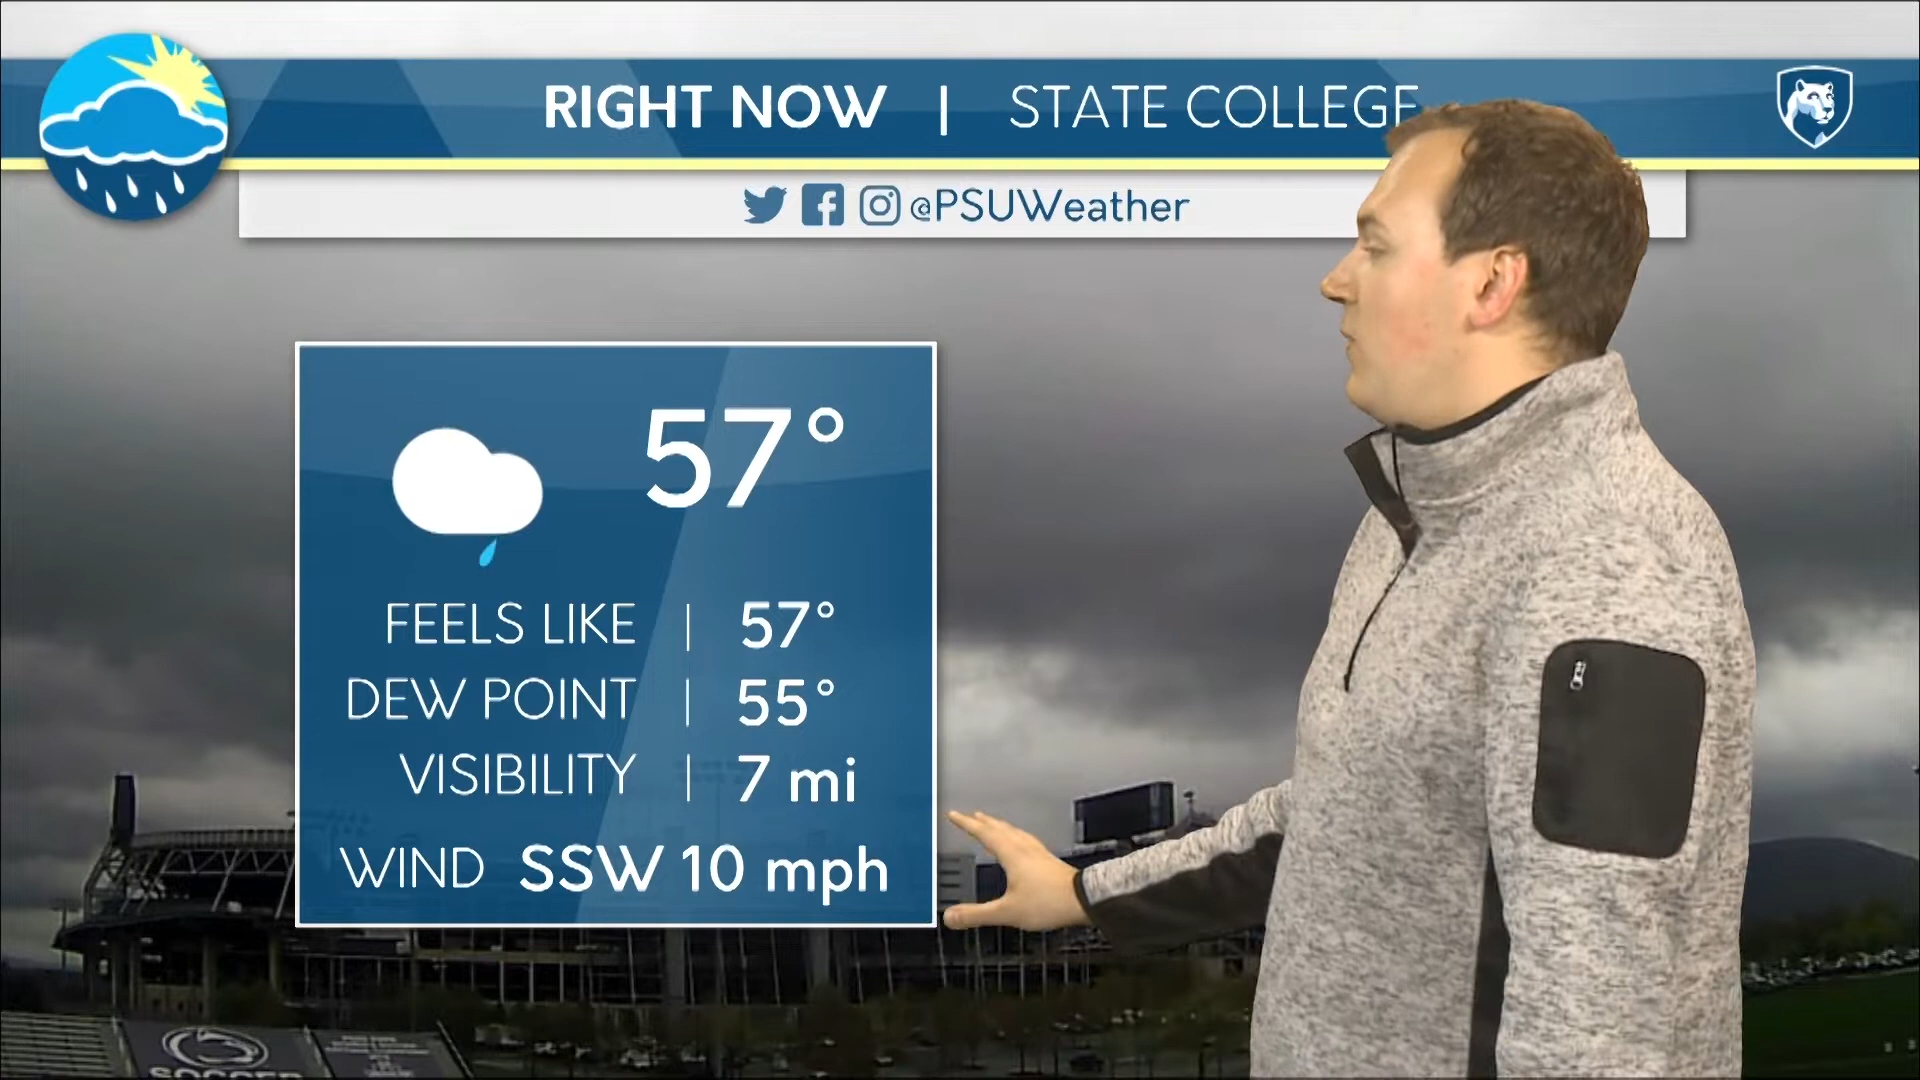 RIGHT NOW | STATE COLLEGE
@PSUWeather
57°
FEELS LIKE | 57°
DEW POINT | 55°
VISIBILITY | 7 mi
WIND SSW 10 mph
SOCCER